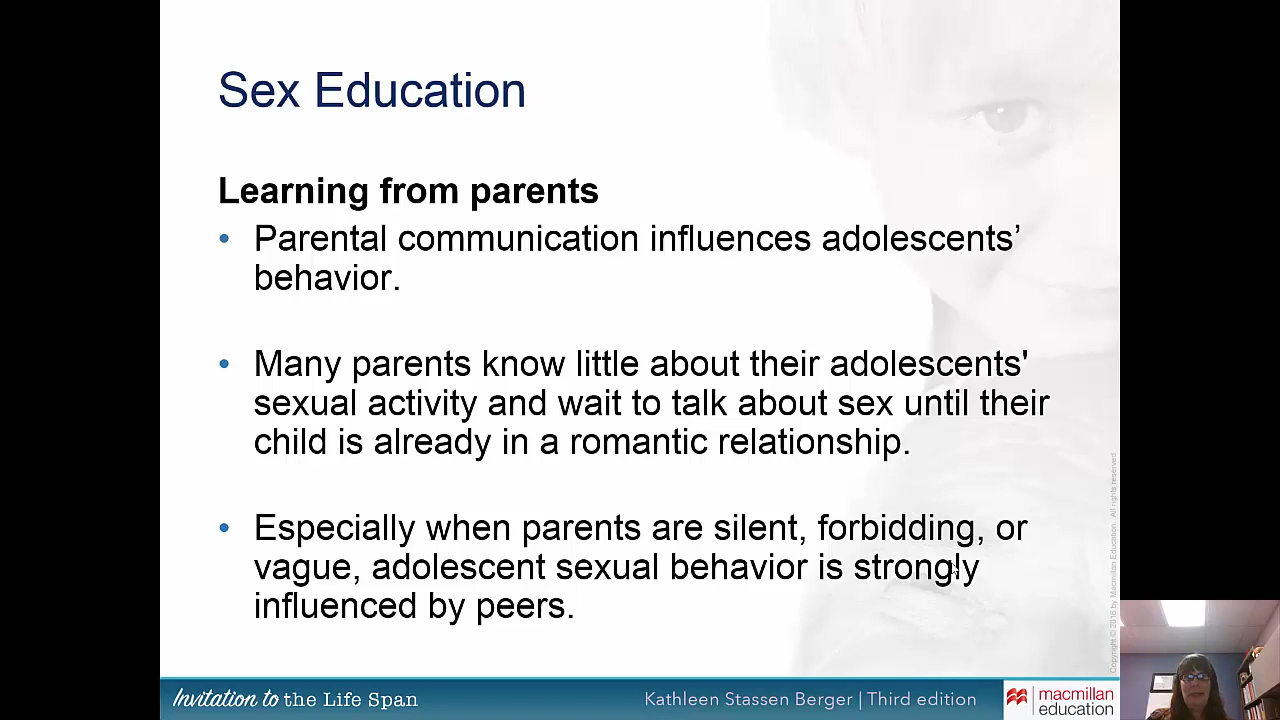 Sex Education
Learning from parents
• Parental communication influences adolescents’
behavior.
• Many parents know little about their adolescents'
sexual activity and wait to talk about sex until their
child is already in a romantic relationship.
• Especially when parents are silent, forbidding, or
vague, adolescent sexual behavior is strongly
influenced by peers.
Copyright © 2016 by Macmillan Education. All rights reserved
Invitation to the Life Span
Kathleen Stassen Berger | Third edition
macmillan
education